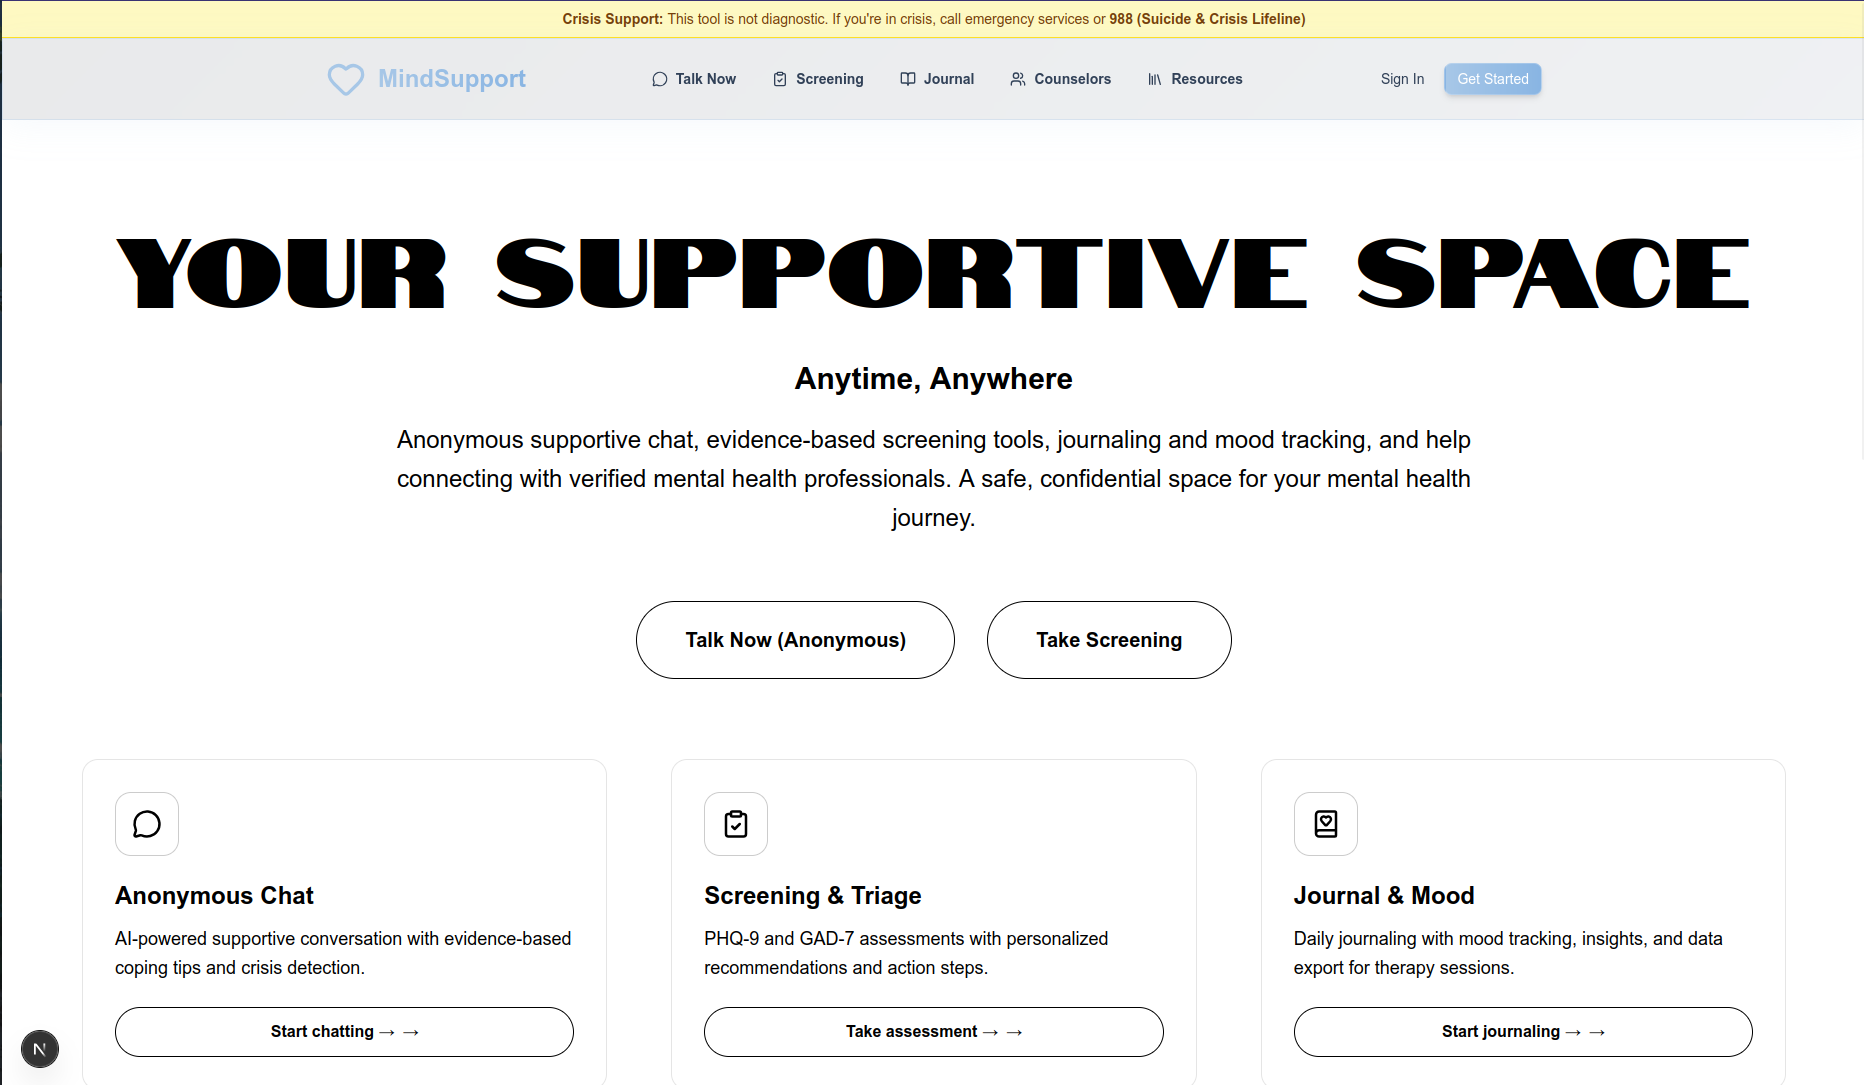 Crisis Support: This tool is not diagnostic. If you're in crisis, call emergency services or 988 (Suicide & Crisis Lifeline)
MindSupport
Talk Now
Screening
Journal
Counselors
Resources
Sign In
Get Started
YOUR SUPPORTIVE SPACE
Anytime, Anywhere
Anonymous supportive chat, evidence-based screening tools, journaling and mood tracking, and help
connecting with verified mental health professionals. A safe, confidential space for your mental health
journey.
Talk Now (Anonymous)
Take Screening
Anonymous Chat
AI-powered supportive conversation with evidence-based
coping tips and crisis detection.
Start chatting → →
Screening & Triage
PHQ-9 and GAD-7 assessments with personalized
recommendations and action steps.
Take assessment → →
Journal & Mood
Daily journaling with mood tracking, insights, and data
export for therapy sessions.
Start journaling → →
N